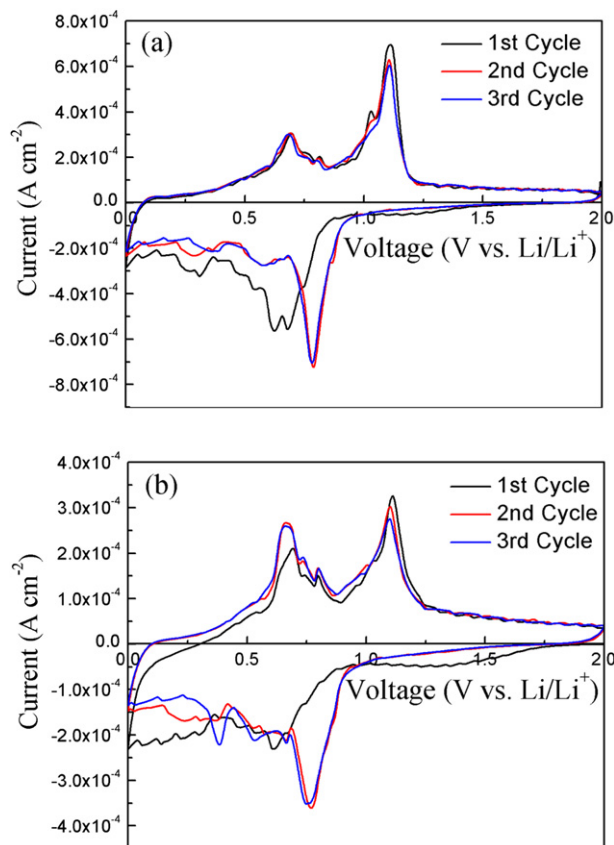 (a)
1st Cycle
2nd Cycle
3rd Cycle
8.0x10⁻⁴
6.0x10⁻⁴
4.0x10⁻⁴
2.0x10⁻⁴
0.0
-2.0x10⁻⁴
-4.0x10⁻⁴
-6.0x10⁻⁴
-8.0x10⁻⁴
0.0 0.5 1.0 1.5 2.0
Current (A cm⁻²)
Voltage (V vs. Li/Li⁺)
(b)
1st Cycle
2nd Cycle
3rd Cycle
4.0x10⁻⁴
3.0x10⁻⁴
2.0x10⁻⁴
1.0x10⁻⁴
0.0
-1.0x10⁻⁴
-2.0x10⁻⁴
-3.0x10⁻⁴
-4.0x10⁻⁴
0.0 0.5 1.0 1.5 2.0
Current (A cm⁻²)
Voltage (V vs. Li/Li⁺)